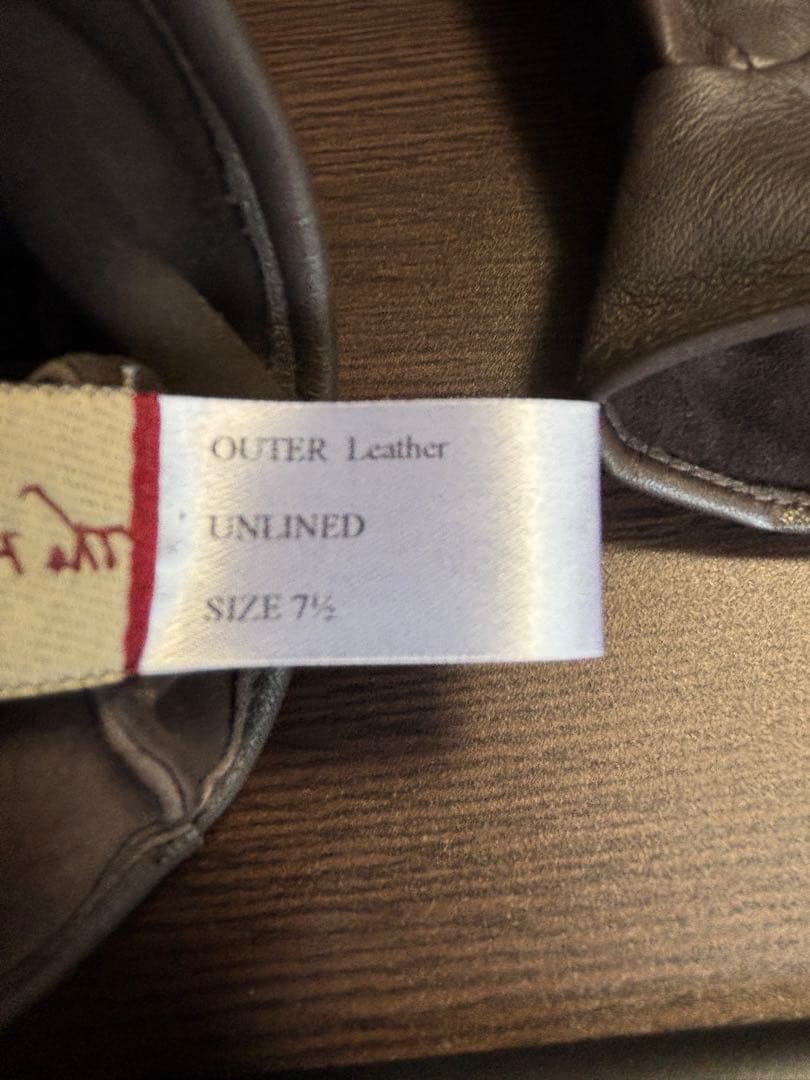 OUTER Leather
UNLINED
SIZE 7½